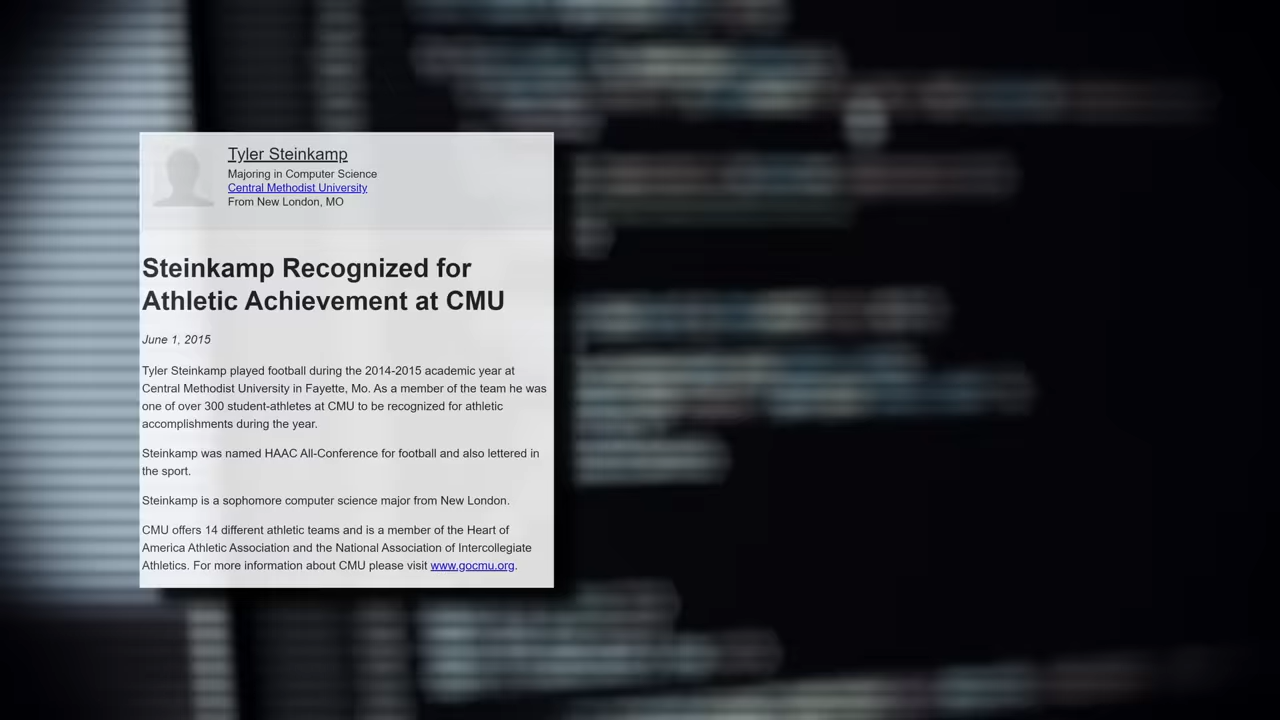 Tyler Steinkamp
Majoring in Computer Science
Central Methodist University
From New London, MO
Steinkamp Recognized for
Athletic Achievement at CMU
June 1, 2015
Tyler Steinkamp played football during the 2014-2015 academic year at
Central Methodist University in Fayette, Mo. As a member of the team he was
one of over 300 student-athletes at CMU to be recognized for athletic
accomplishments during the year.
Steinkamp was named HAAC All-Conference for football and also lettered in
the sport.
Steinkamp is a sophomore computer science major from New London.
CMU offers 14 different athletic teams and is a member of the Heart of
America Athletic Association and the National Association of Intercollegiate
Athletics. For more information about CMU please visit www.gocmu.org.